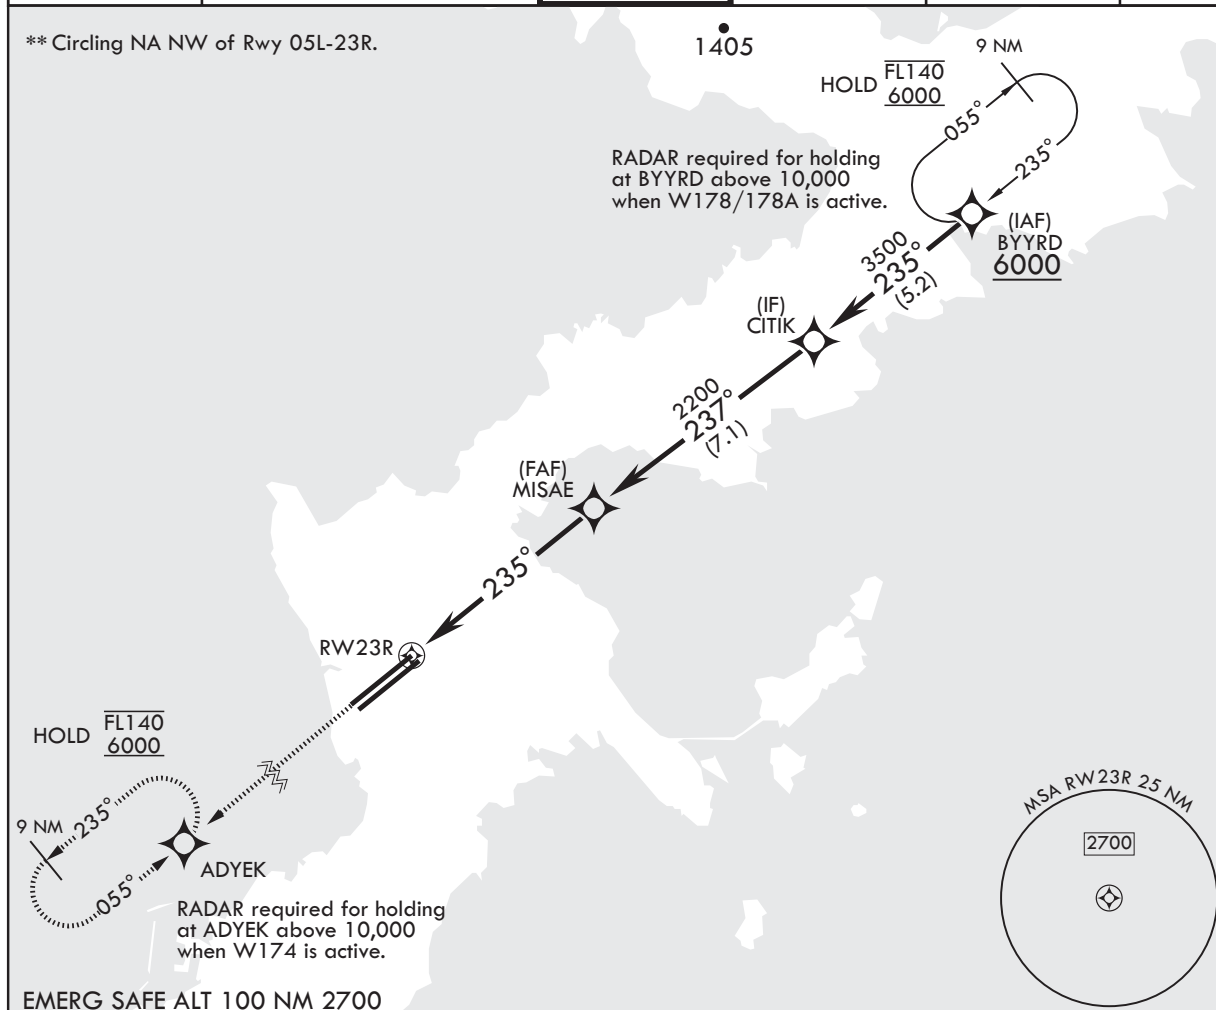 ** Circling NA NW of Rwy 05L-23R.
1405
9 NM
HOLD FL140
6000
055°
235°
RADAR required for holding
at BYYRD above 10,000
when W178/178A is active.
(IAF)
BYYRD
6000
3500
235°
(5.2)
(IF)
CITIK
2200
237°
(7.1)
(FAF)
MISAE
235°
RW23R
HOLD FL140
6000
9 NM
235°
055°
ADYEK
RADAR required for holding
at ADYEK above 10,000
when W174 is active.
MSA RW23R 25 NM
2700
EMERG SAFE ALT 100 NM 2700